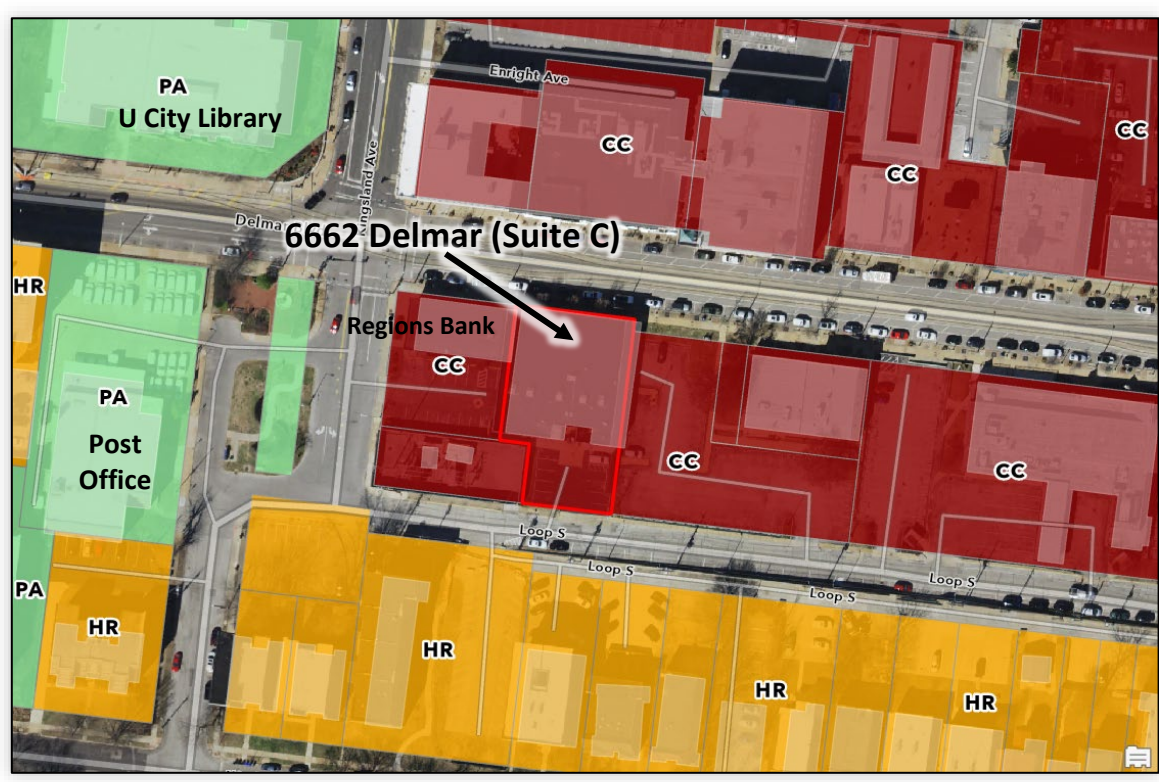 Enright Ave
PA
U City Library
CC
CC
CC
Kingsland Ave
Delma
6662 Delmar (Suite C)
HR
Regions Bank
CC
PA
Post
Office
CC
CC
Loop S
Loop S
Loop S
Loop S
PA
HR
HR
HR
HR